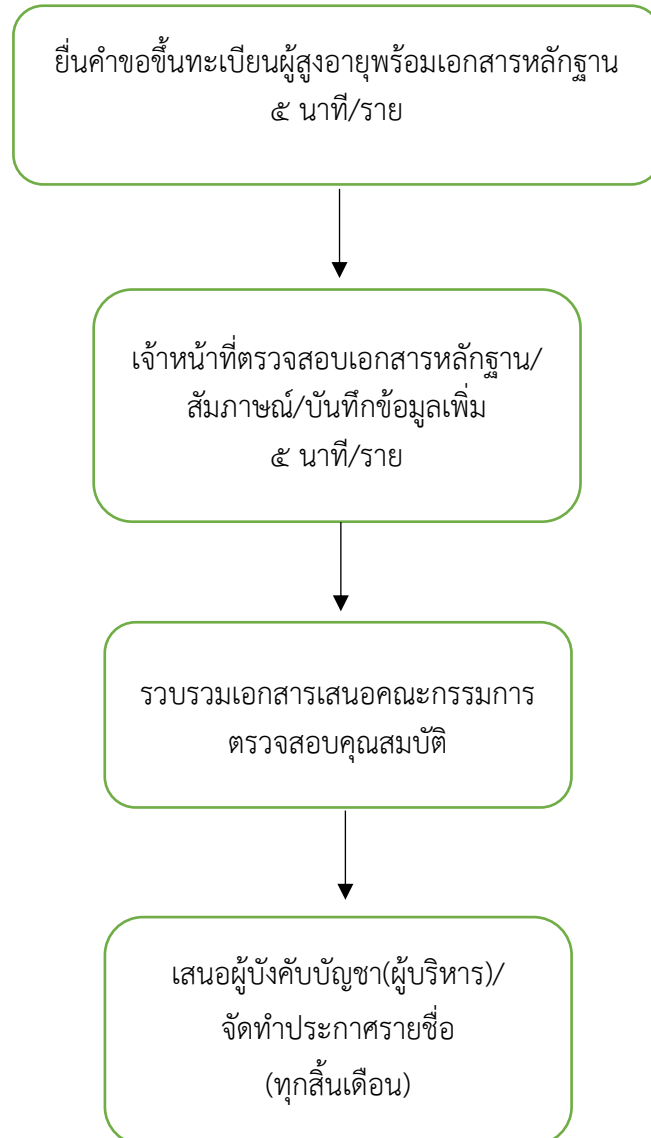 ยื่นคำขอขึ้นทะเบียนผู้สูงอายุพร้อมเอกสารหลักฐาน
๕ นาที/ราย
เจ้าหน้าที่ตรวจสอบเอกสารหลักฐาน/
สัมภาษณ์/บันทึกข้อมูลเพิ่ม
๕ นาที/ราย
รวบรวมเอกสารเสนอคณะกรรมการ
ตรวจสอบคุณสมบัติ
เสนอผู้บังคับบัญชา(ผู้บริหาร)/
จัดทำประกาศรายชื่อ
(ทุกสิ้นเดือน)